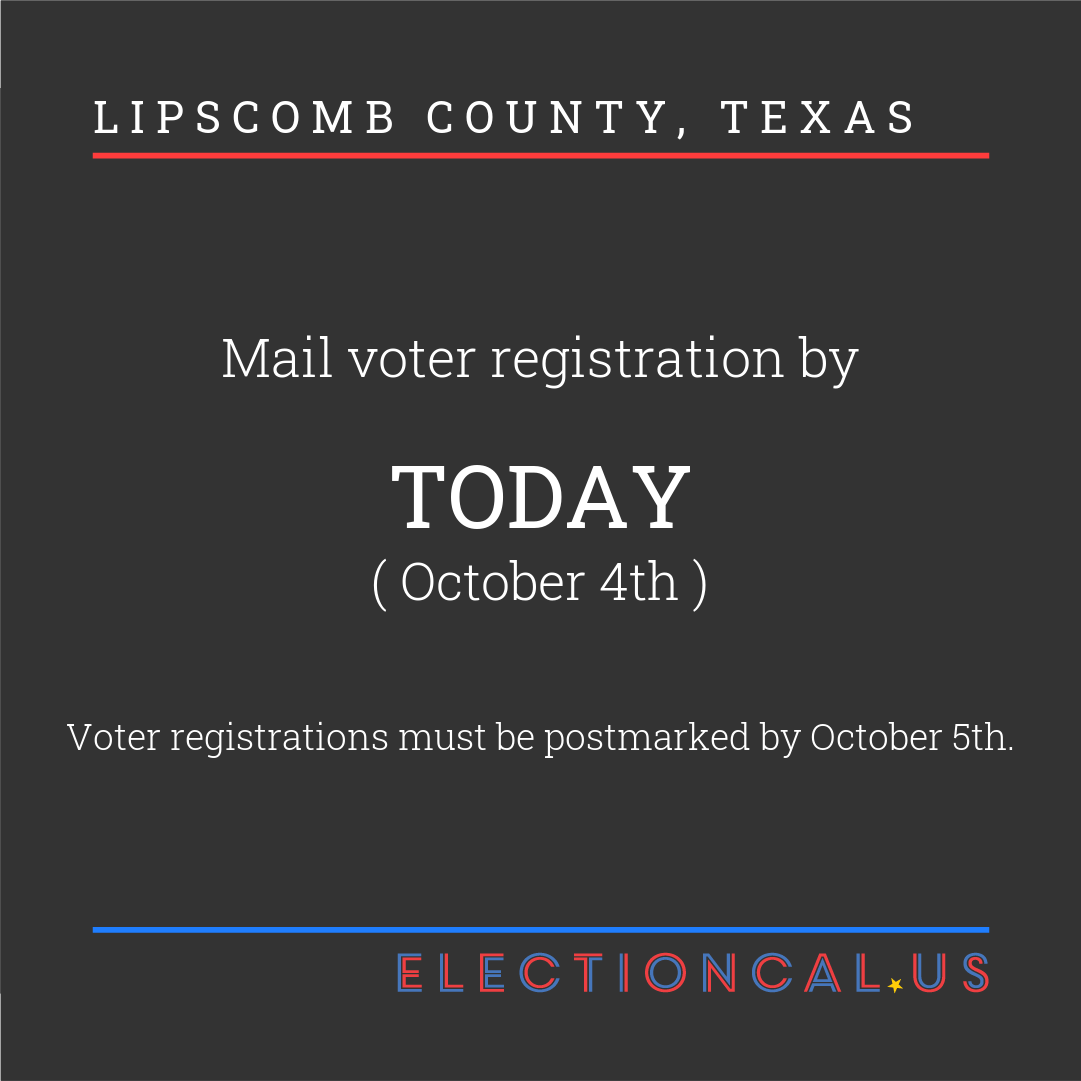 LIPSCOMB COUNTY, TEXAS
Mail voter registration by
TODAY
( October 4th )
Voter registrations must be postmarked by October 5th.
ELECTIONCAL.US